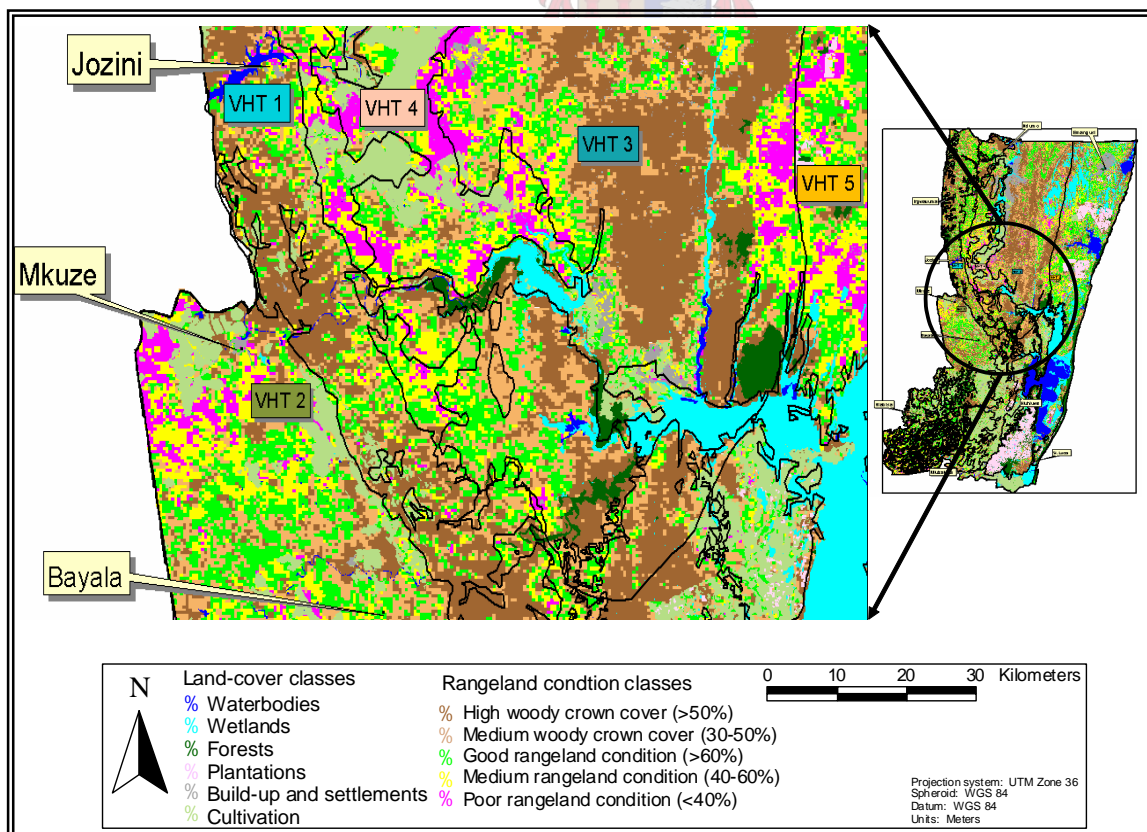 Jozini
VHT 1
VHT 4
VHT 3
VHT 5
Mkuze
VHT 2
Bayala
N
Land-cover classes
% Waterbodies
% Wetlands
% Forests
% Plantations
% Build-up and settlements
% Cultivation
Rangeland condtion classes
% High woody crown cover (>50%)
% Medium woody crown cover (30-50%)
% Good rangeland condition (>60%)
% Medium rangeland condition (40-60%)
% Poor rangeland condition (<40%)
0 10 20 30 Kilometers
Projection system: UTM Zone 36
Spheroid: WGS 84
Datum: WGS 84
Units: Meters